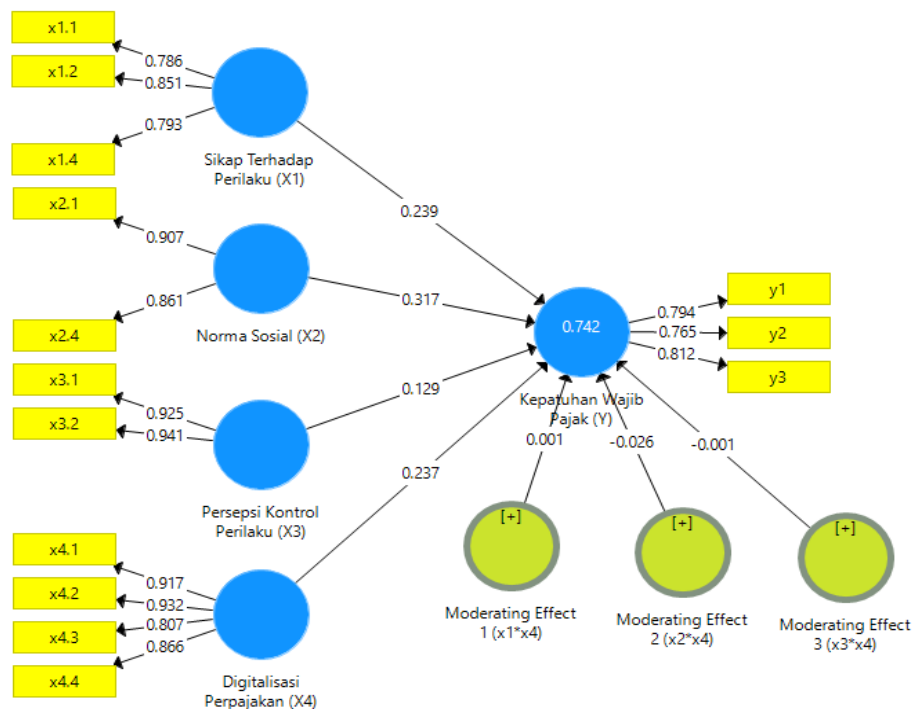 x1.1
x1.2
x1.4
0.786
0.851
0.793
Sikap Terhadap
Perilaku (X1)
0.239
x2.1
x2.4
0.907
0.861
Norma Sosial (X2)
0.317
x3.1
x3.2
0.925
0.941
Persepsi Kontrol
Perilaku (X3)
0.129
x4.1
x4.2
x4.3
x4.4
0.917
0.932
0.807
0.866
Digitalisasi
Perpajakan (X4)
0.237
0.742
Kepatuhan Wajib
Pajak (Y)
0.794
0.765
0.812
y1
y2
y3
0.001
-0.026
-0.001
[+]
Moderating Effect
1 (x1*x4)
[+]
Moderating Effect
2 (x2*x4)
[+]
Moderating Effect
3 (x3*x4)